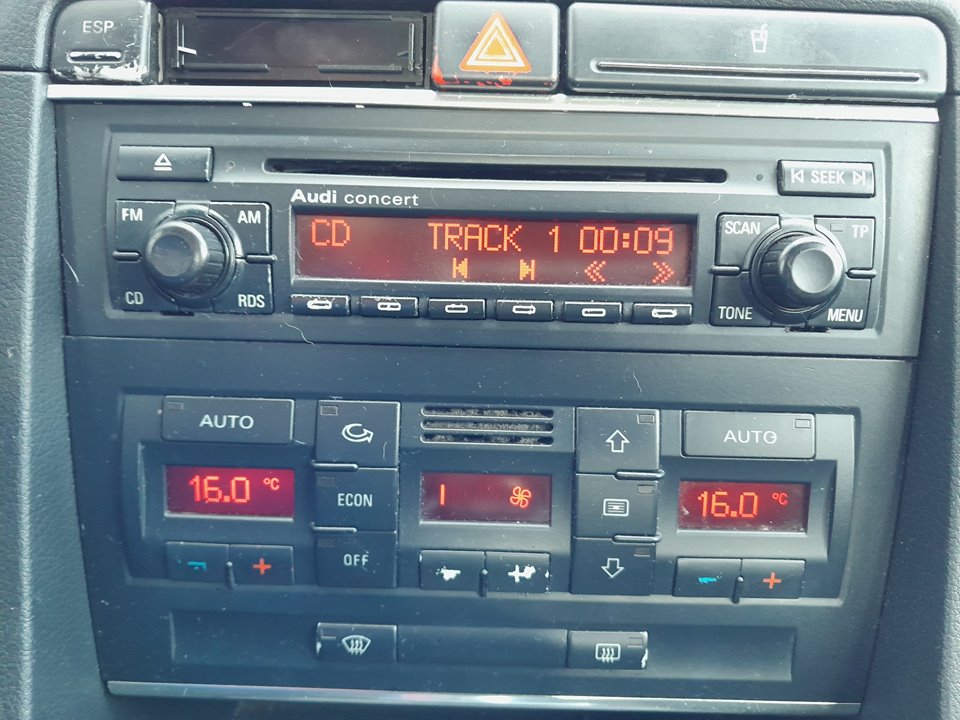 ESP
SEEK
Audi concert
FM
AM
SCAN
TP
CD TRACK 1 00:09
CD
RDS
TONE
MENU
AUTO
AUTO
16.0 °C
1
16.0 °C
ECON
OFF